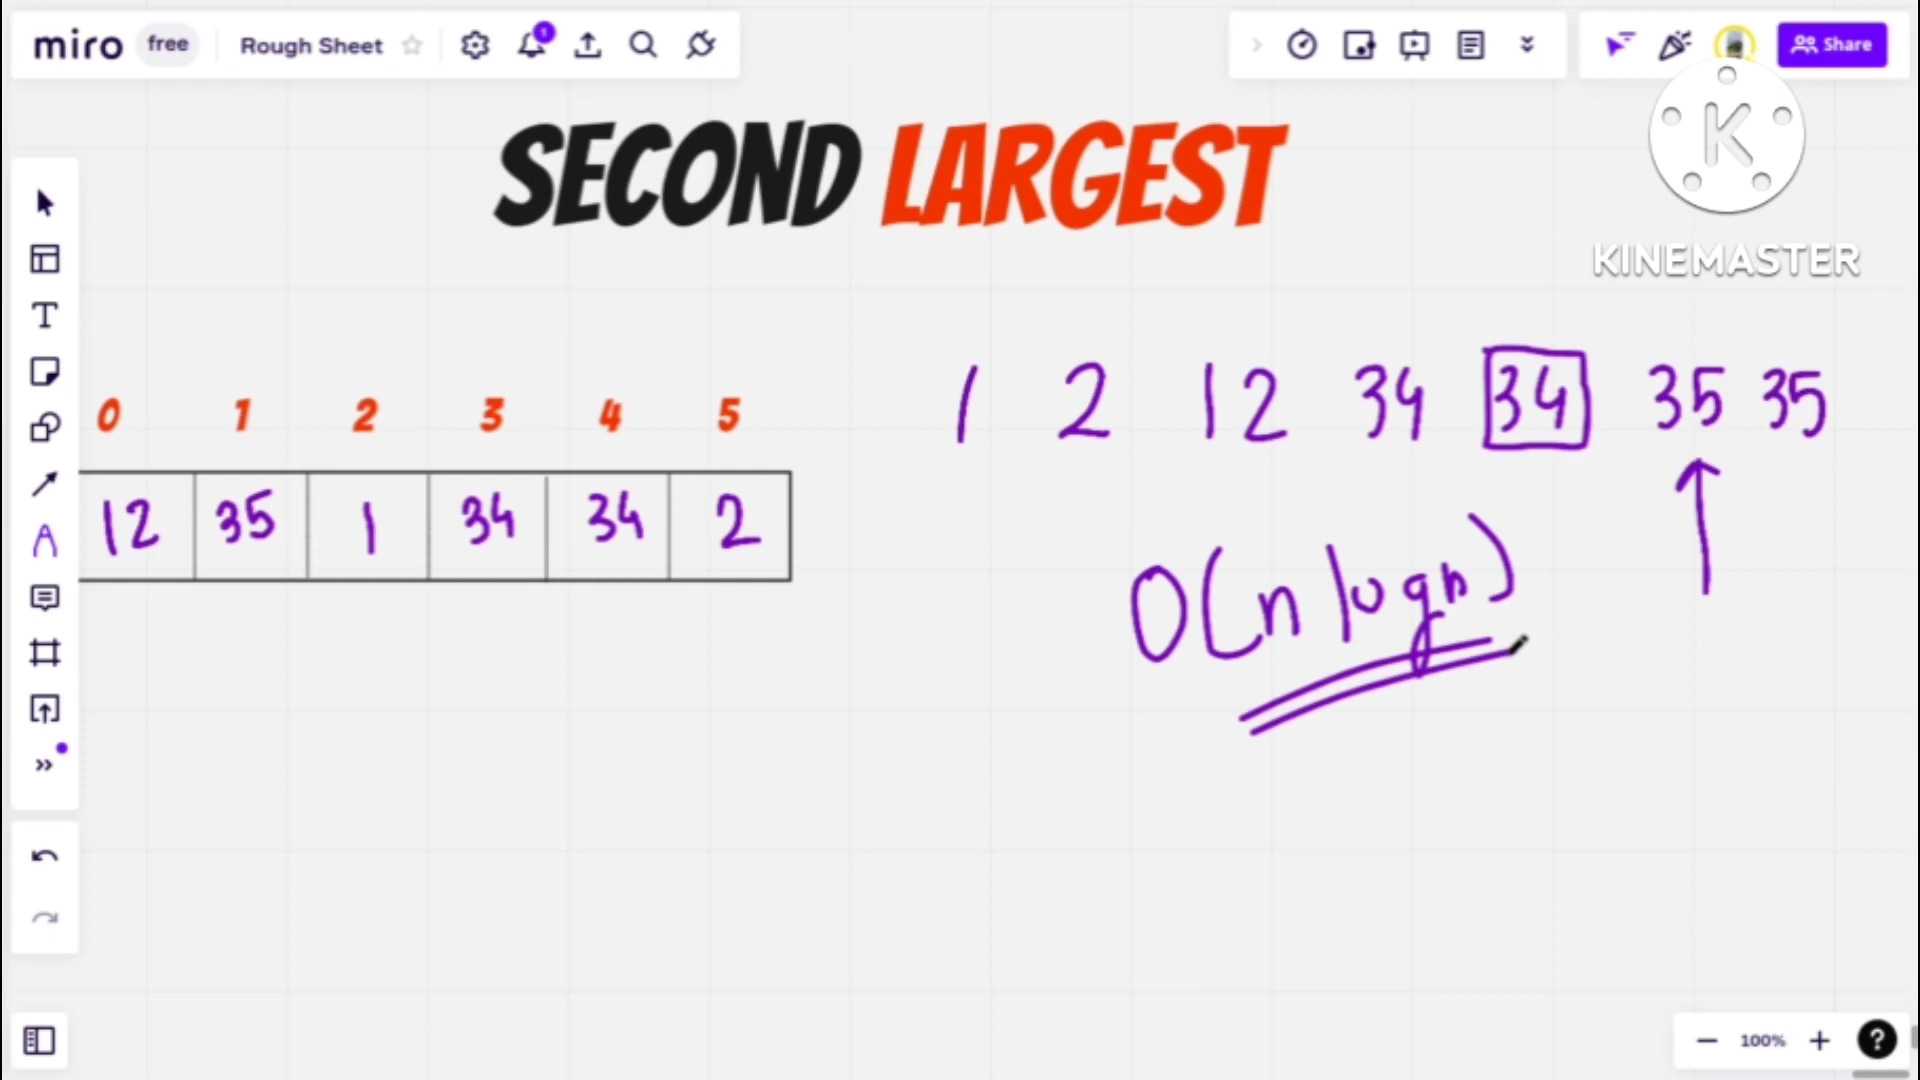 miro free Rough Sheet 1 Share
SECOND LARGEST
K
KINEMASTER
0 1 2 3 4 5
1 2 12 34 34 35 35
12 35 1 34 34 2
O(n logn)
100% ?